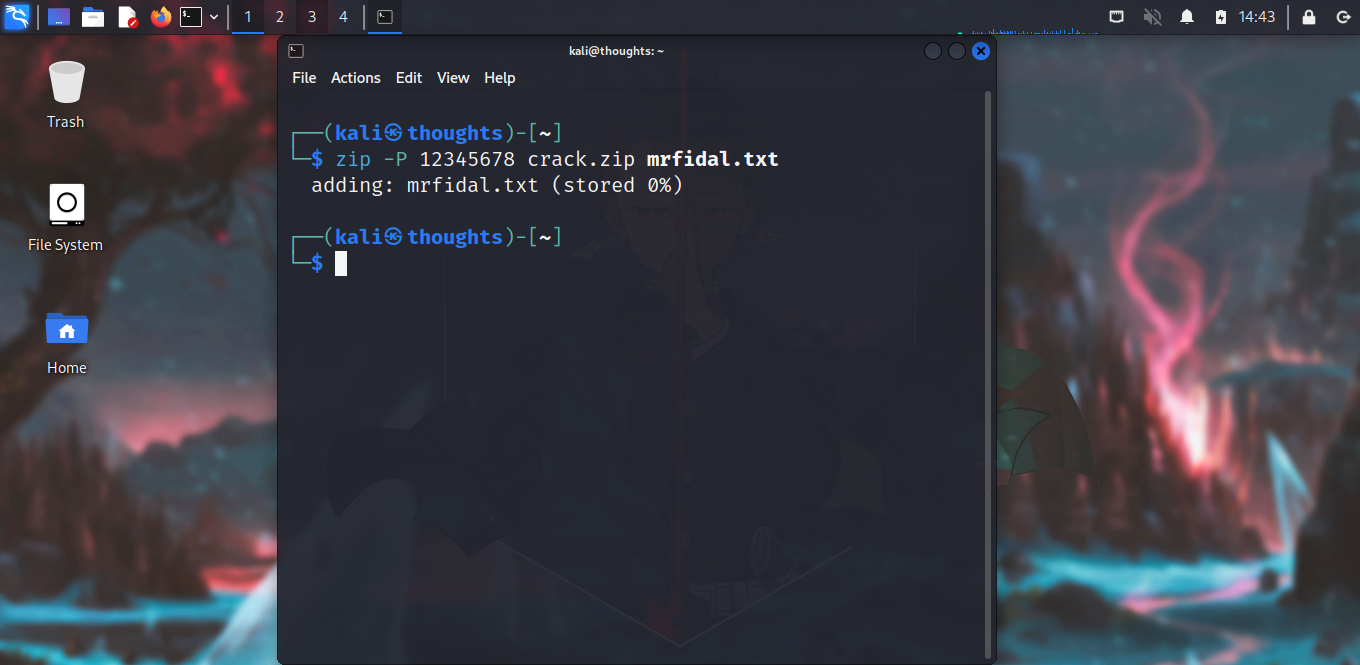 1 2 3 4 14:43
kali@thoughts: ~
File Actions Edit View Help
Trash
File System
Home
┌──(kali㉿thoughts)-[~]
└─$ zip -P 12345678 crack.zip mrfidal.txt
adding: mrfidal.txt (stored 0%)
┌──(kali㉿thoughts)-[~]
└─$